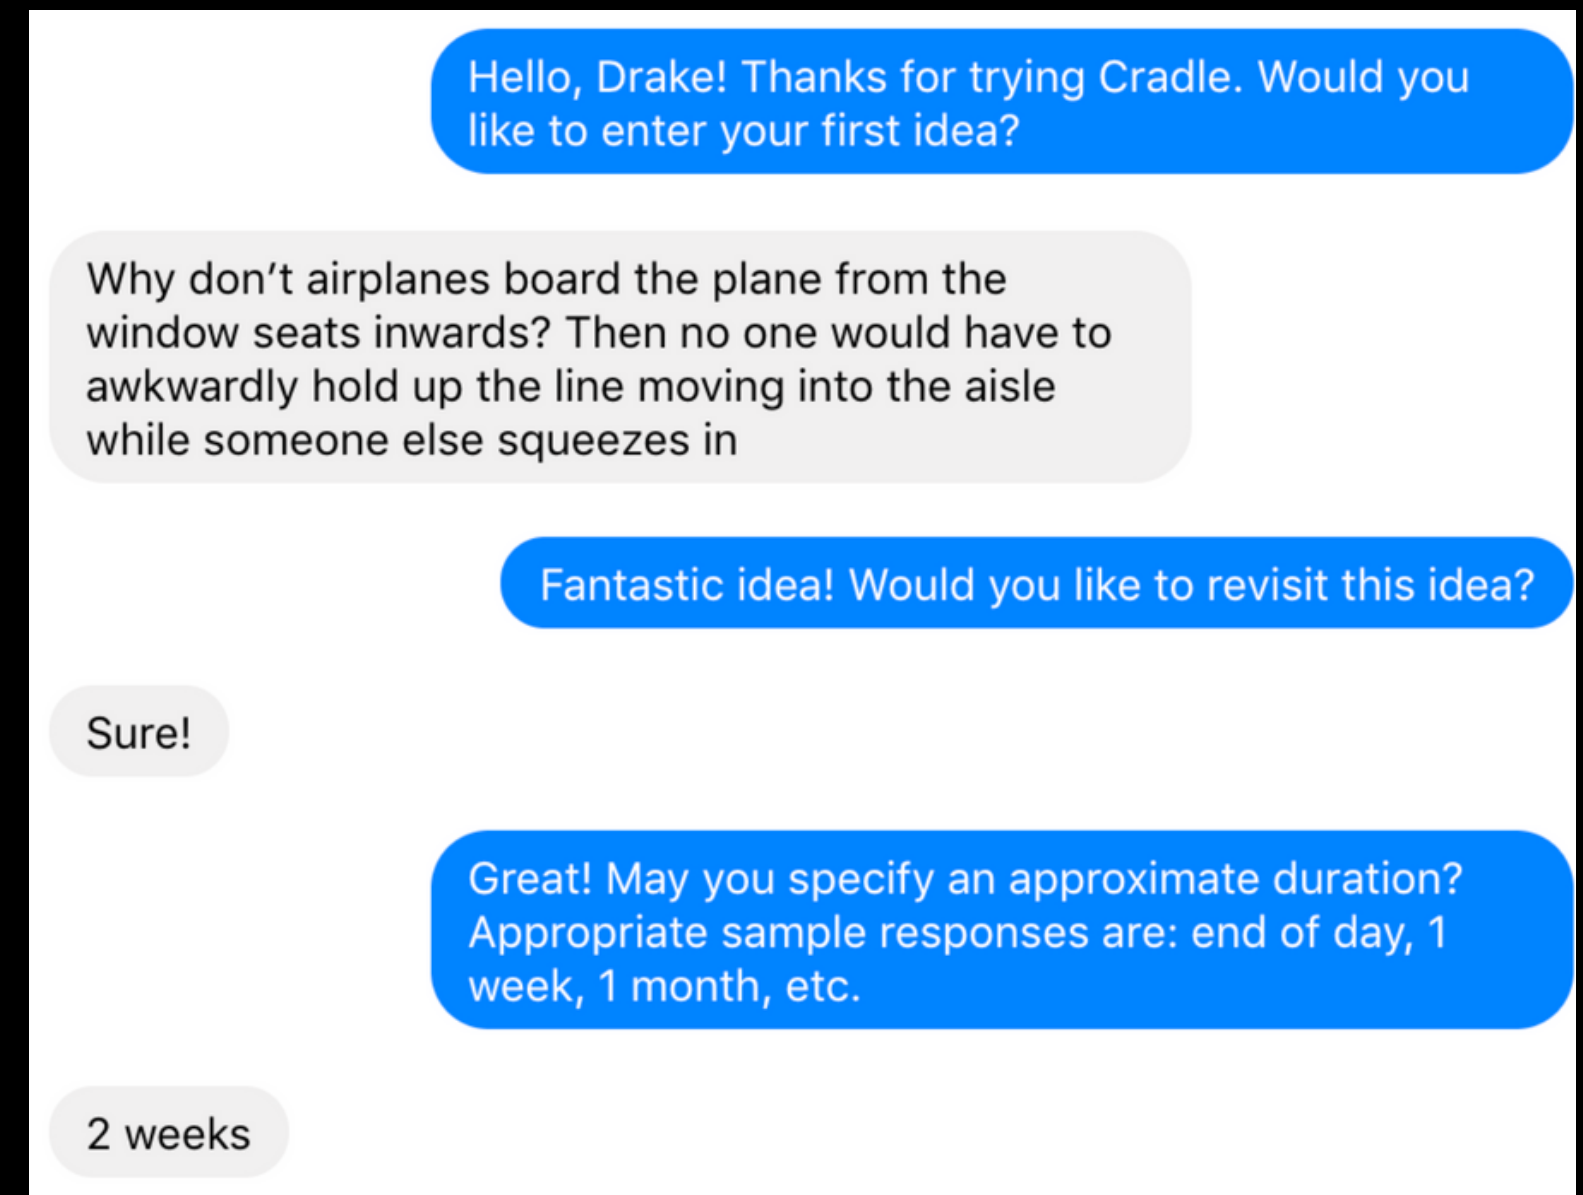 Hello, Drake! Thanks for trying Cradle. Would you
like to enter your first idea?
Why don’t airplanes board the plane from the
window seats inwards? Then no one would have to
awkwardly hold up the line moving into the aisle
while someone else squeezes in
Fantastic idea! Would you like to revisit this idea?
Sure!
Great! May you specify an approximate duration?
Appropriate sample responses are: end of day, 1
week, 1 month, etc.
2 weeks